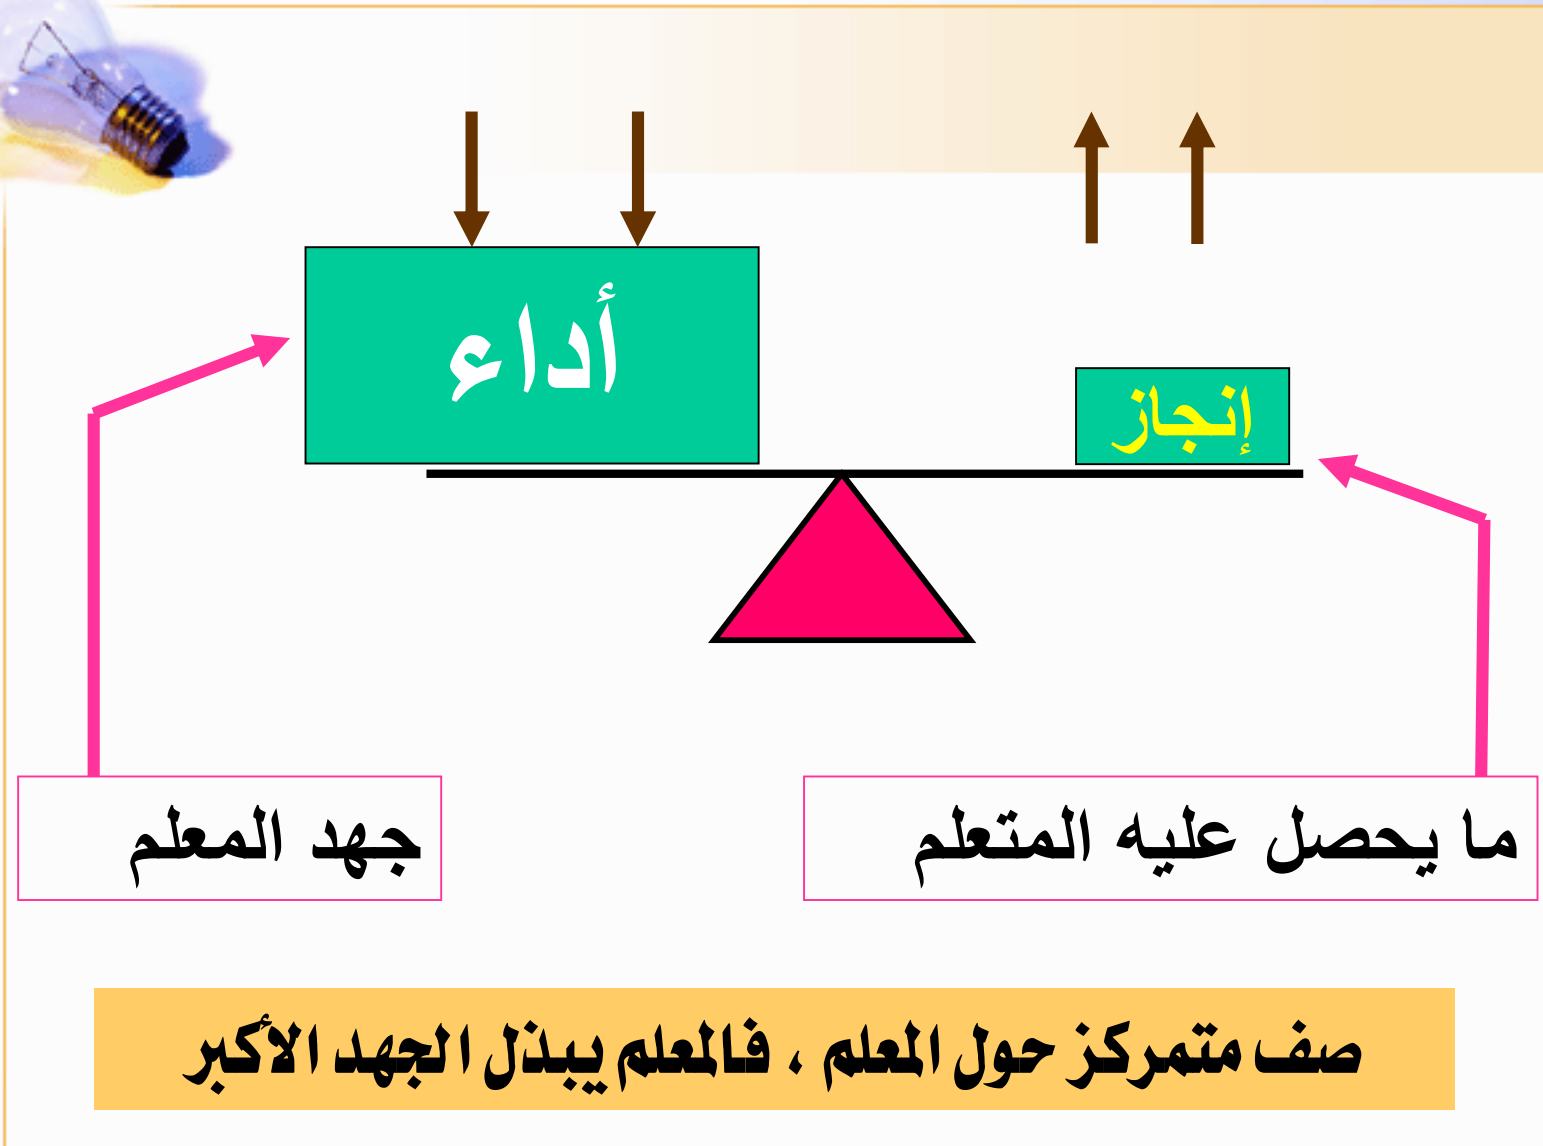 أداء
إنجاز
ما يحصل عليه المتعلم
جهد المعلم
صف متمركز حول المعلم ، فالمعلم يبذل الجهد الأكبر